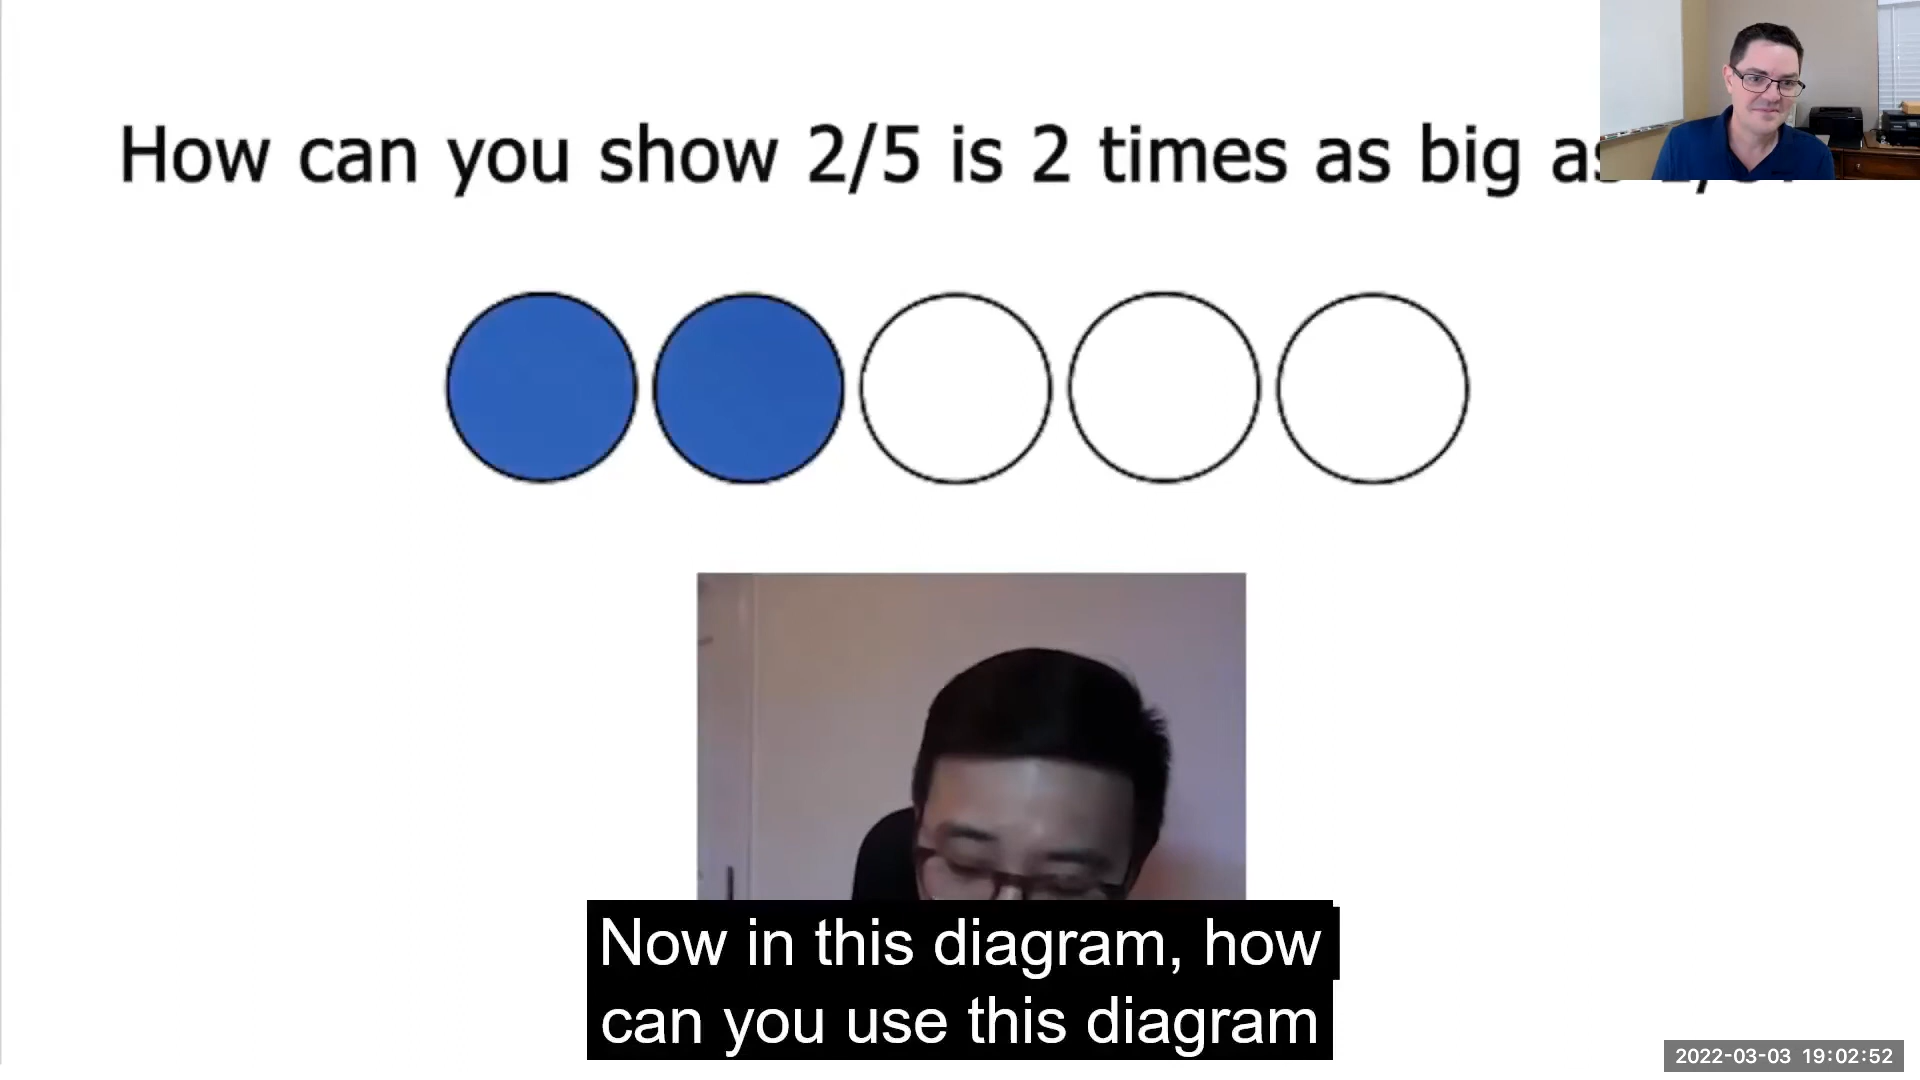 How can you show 2/5 is 2 times as big as
Now in this diagram, how
can you use this diagram
2022-03-03 19:02:52